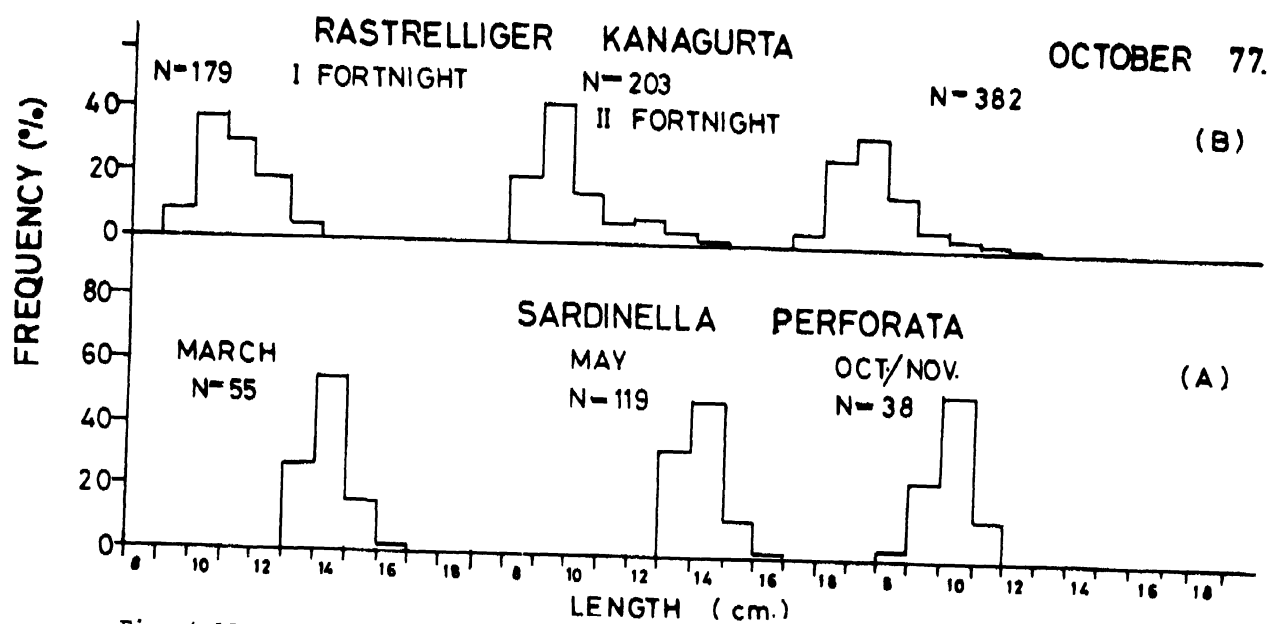 RASTRELLIGER KANAGURTA
OCTOBER 77.
N=179 I FORTNIGHT
N=203
II FORTNIGHT
N=382
(B)
FREQUENCY (%)
40
20
0
80
60
40
20
0
SARDINELLA PERFORATA
MARCH
N=55
MAY
N=119
OCT./NOV.
N=38
(A)
8 10 12 14 16 18 8 10 14 16 18 8 10 12 14 16 18
LENGTH (cm.)